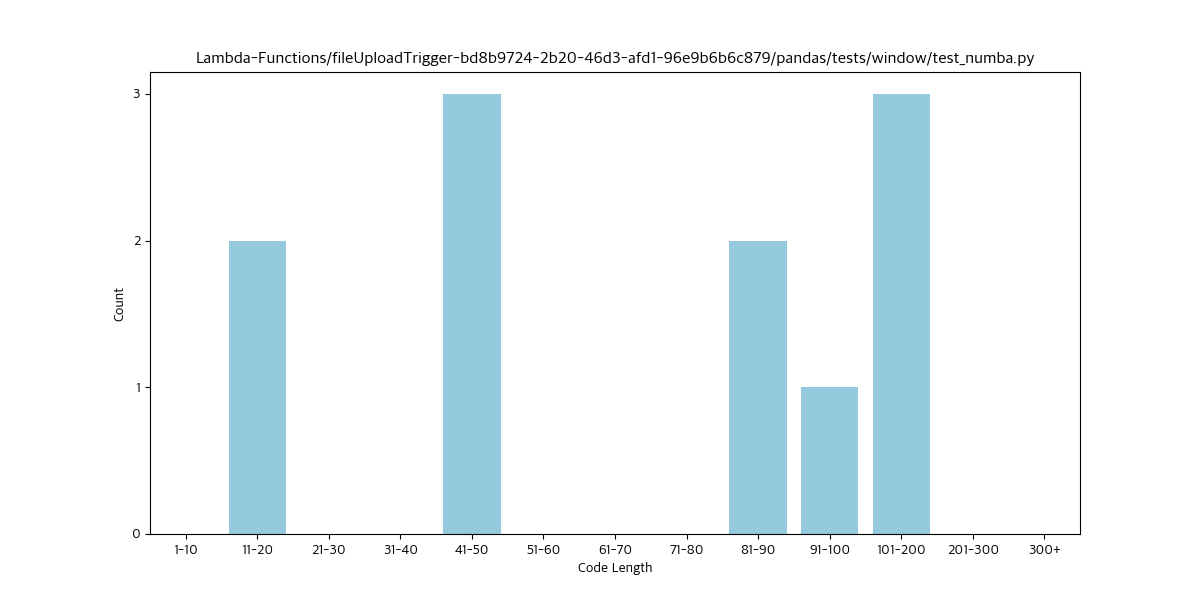 Lambda-Functions/fileUploadTrigger-bd8b9724-2b20-46d3-afd1-96e9b6b6c879/pandas/tests/window/test_numba.py
3
2
1
0
Count
1-10 11-20 21-30 31-40 41-50 51-60 61-70 71-80 81-90 91-100 101-200 201-300 300+
Code Length